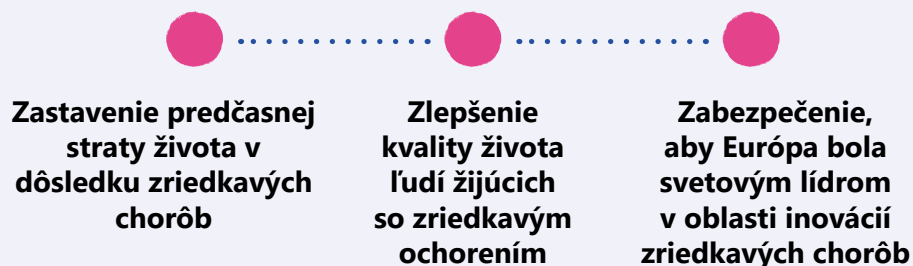 Zastavenie predčasnej
straty života v
dôsledku zriedkavých
chorôb
Zlepšenie
kvality života
ľudí žijúcich
so zriedkavým
ochorením
Zabezpečenie,
aby Európa bola
svetovým lídrom
v oblasti inovácií
zriedkavých chorôb